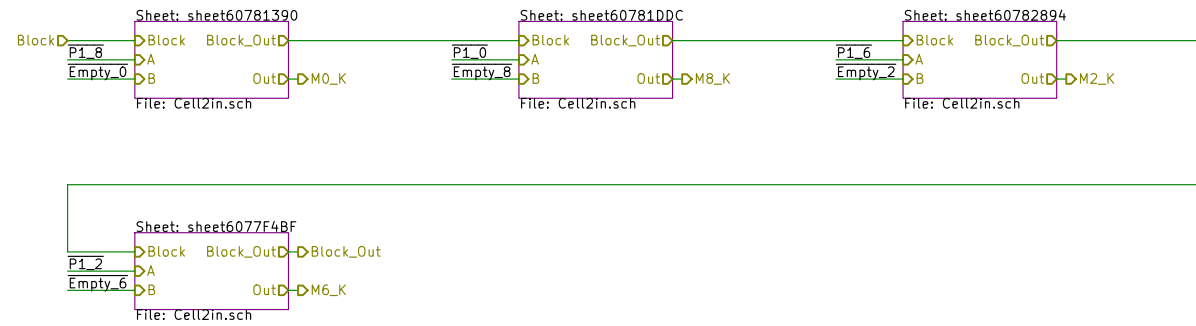 Sheet: sheet60781390
Block Block Block_Out
P1_8 A
Empty_0 B Out M0_K
File: Cell2in.sch
Sheet: sheet60781DDC
Block Block_Out
P1_0 A
Empty_8 B Out M8_K
File: Cell2in.sch
Sheet: sheet60782894
Block Block_Out
P1_6 A
Empty_2 B Out M2_K
File: Cell2in.sch
Sheet: sheet6077F4BF
Block Block_Out Block_Out
P1_2 A
Empty_6 B Out M6_K
File: Cell2in.sch